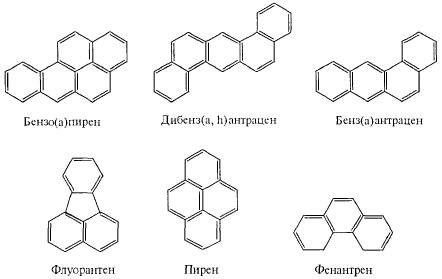 Бензо(а)пирен
Дибенз(а, h)антрацен
Бенз(а)антрацен
Флуорантен
Пирен
Фенантрен